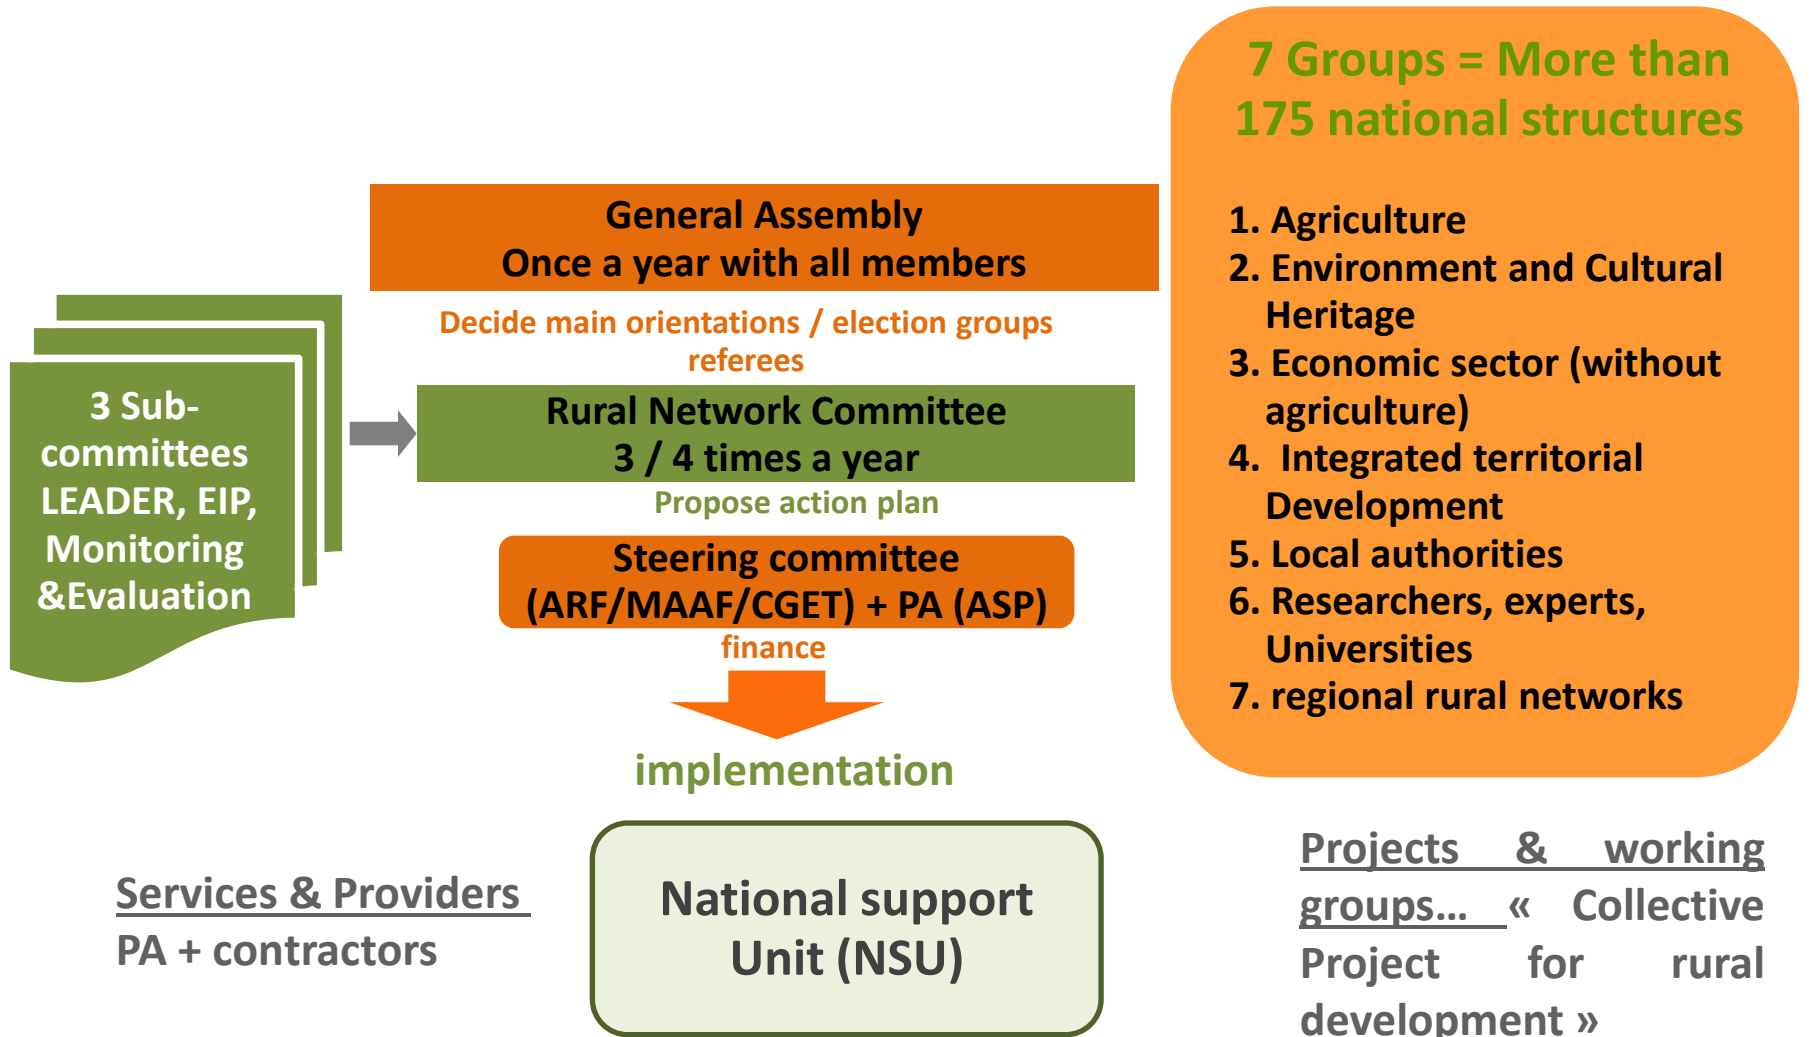 7 Groups = More than
175 national structures
1. Agriculture
2. Environment and Cultural
Heritage
3. Economic sector (without
agriculture)
4. Integrated territorial
Development
5. Local authorities
6. Researchers, experts,
Universities
7. regional rural networks
General Assembly
Once a year with all members
Decide main orientations / election groups
referees
3 Sub-
committees
LEADER, EIP,
Monitoring
&Evaluation
Rural Network Committee
3 / 4 times a year
Propose action plan
Steering committee
(ARF/MAAF/CGET) + PA (ASP)
finance
implementation
Services & Providers
PA + contractors
National support
Unit (NSU)
Projects & working
groups... « Collective
Project for rural
development »